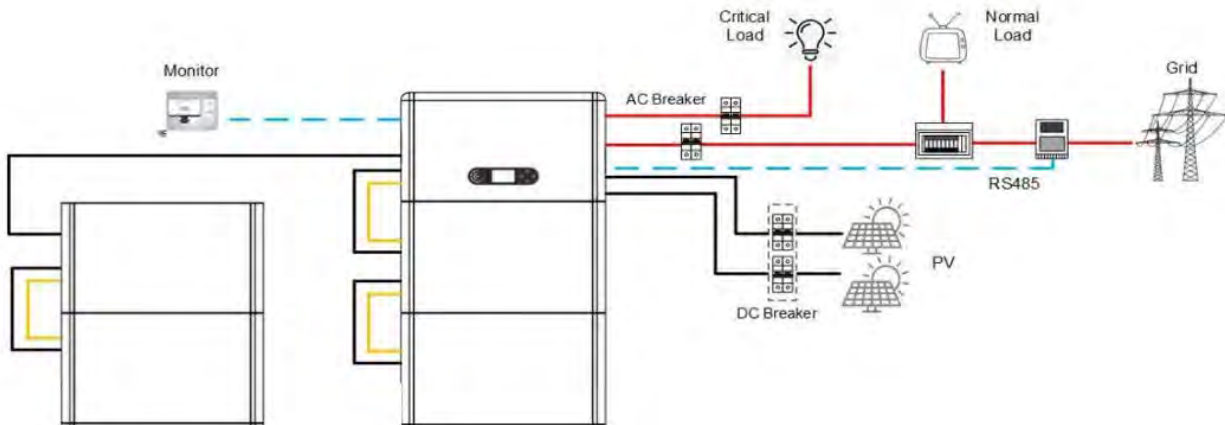 Critical
Load
Normal
Load
Monitor
Grid
AC Breaker
RS485
PV
DC Breaker